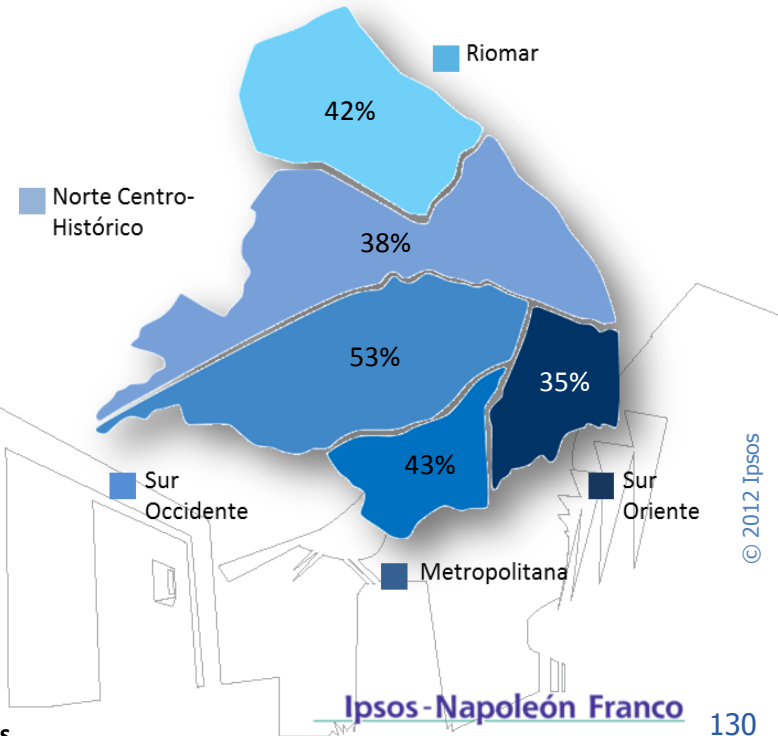 Riomar
42%
Norte Centro-
Histórico
38%
53%
35%
43%
Sur
Occidente
Sur
Oriente
Metropolitana
© 2012 Ipsos
Ipsos-Napoleón Franco
130